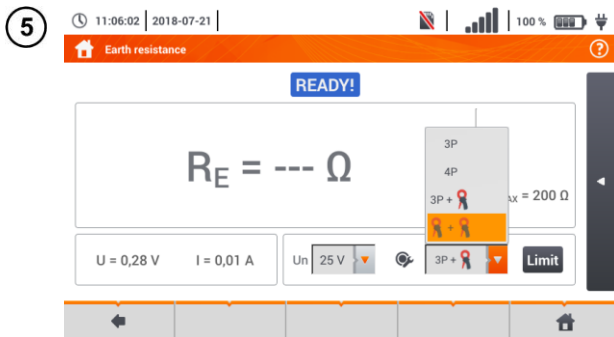 5
11:06:02 2018-07-21 100 %
Earth resistance ?
READY!
3P
4P
RE = --- Ω
3P +
= 200 Ω
+
U = 0,28 V I = 0,01 A Un 25 V 3P + Limit